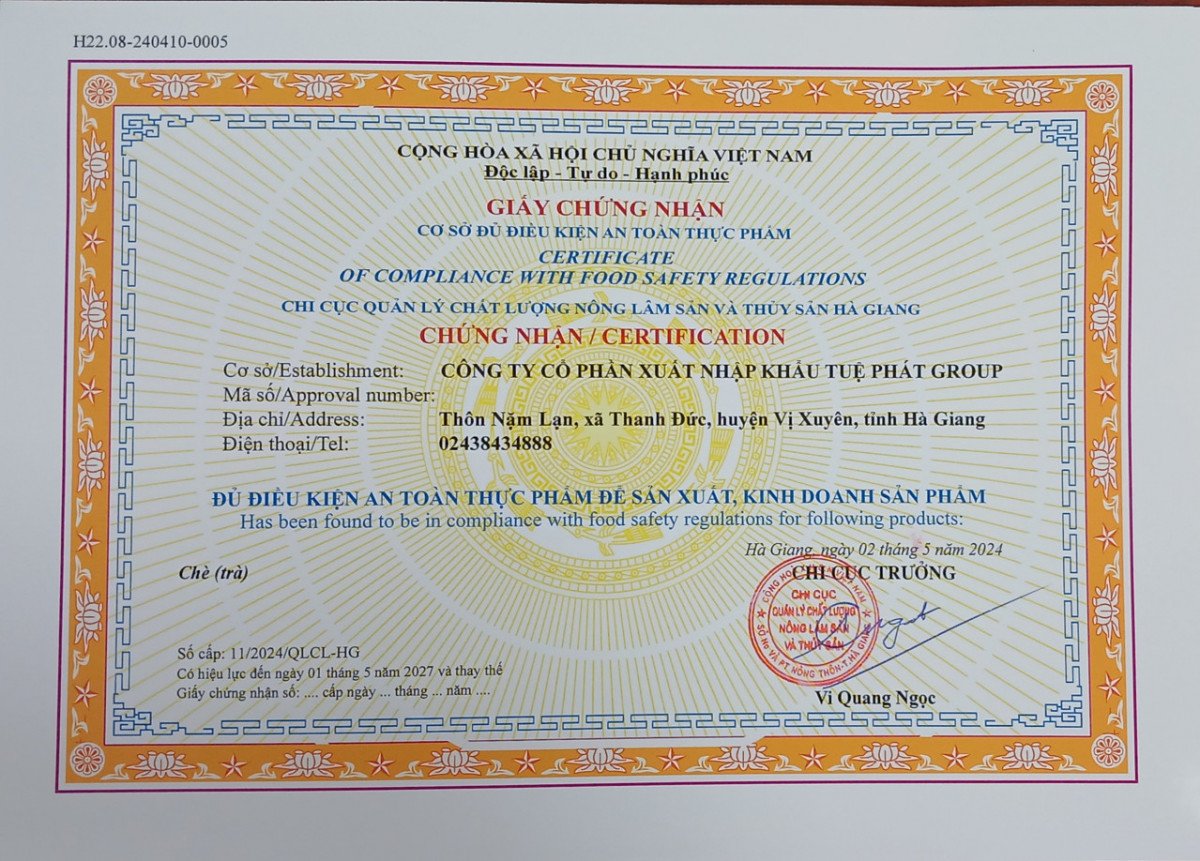 H22.08-240410-0005
CỘNG HÒA XÃ HỘI CHỦ NGHĨA VIỆT NAM
Độc lập - Tự do - Hạnh phúc
GIẤY CHỨNG NHẬN
CƠ SỞ ĐỦ ĐIỀU KIỆN AN TOÀN THỰC PHẨM
CERTIFICATE
OF COMPLIANCE WITH FOOD SAFETY REGULATIONS
CHI CỤC QUẢN LÝ CHẤT LƯỢNG NÔNG LÂM SẢN VÀ THỦY SẢN HÀ GIANG
CHỨNG NHẬN / CERTIFICATION
Cơ sở/Establishment: CÔNG TY CỔ PHẦN XUẤT NHẬP KHẨU TUỆ PHÁT GROUP
Mã số/Approval number:
Địa chỉ/Address: Thôn Nặm Lạn, xã Thanh Đức, huyện Vị Xuyên, tỉnh Hà Giang
Điện thoại/Tel: 02438434888
ĐỦ ĐIỀU KIỆN AN TOÀN THỰC PHẨM ĐỂ SẢN XUẤT, KINH DOANH SẢN PHẨM
Has been found to be in compliance with food safety regulations for following products:
Hà Giang, ngày 02 tháng 5 năm 2024
Chè (trà)
CHI CỤC TRƯỞNG
CHI CỤC
QUẢN LÝ CHẤT LƯỢNG
NÔNG LÂM SẢN
VÀ THỦY SẢN
Số cấp: 11/2024/QLCL-HG
Có hiệu lực đến ngày 01 tháng 5 năm 2027 và thay thế
Giấy chứng nhận số: .... cấp ngày ... tháng ... năm ....
Vi Quang Ngọc